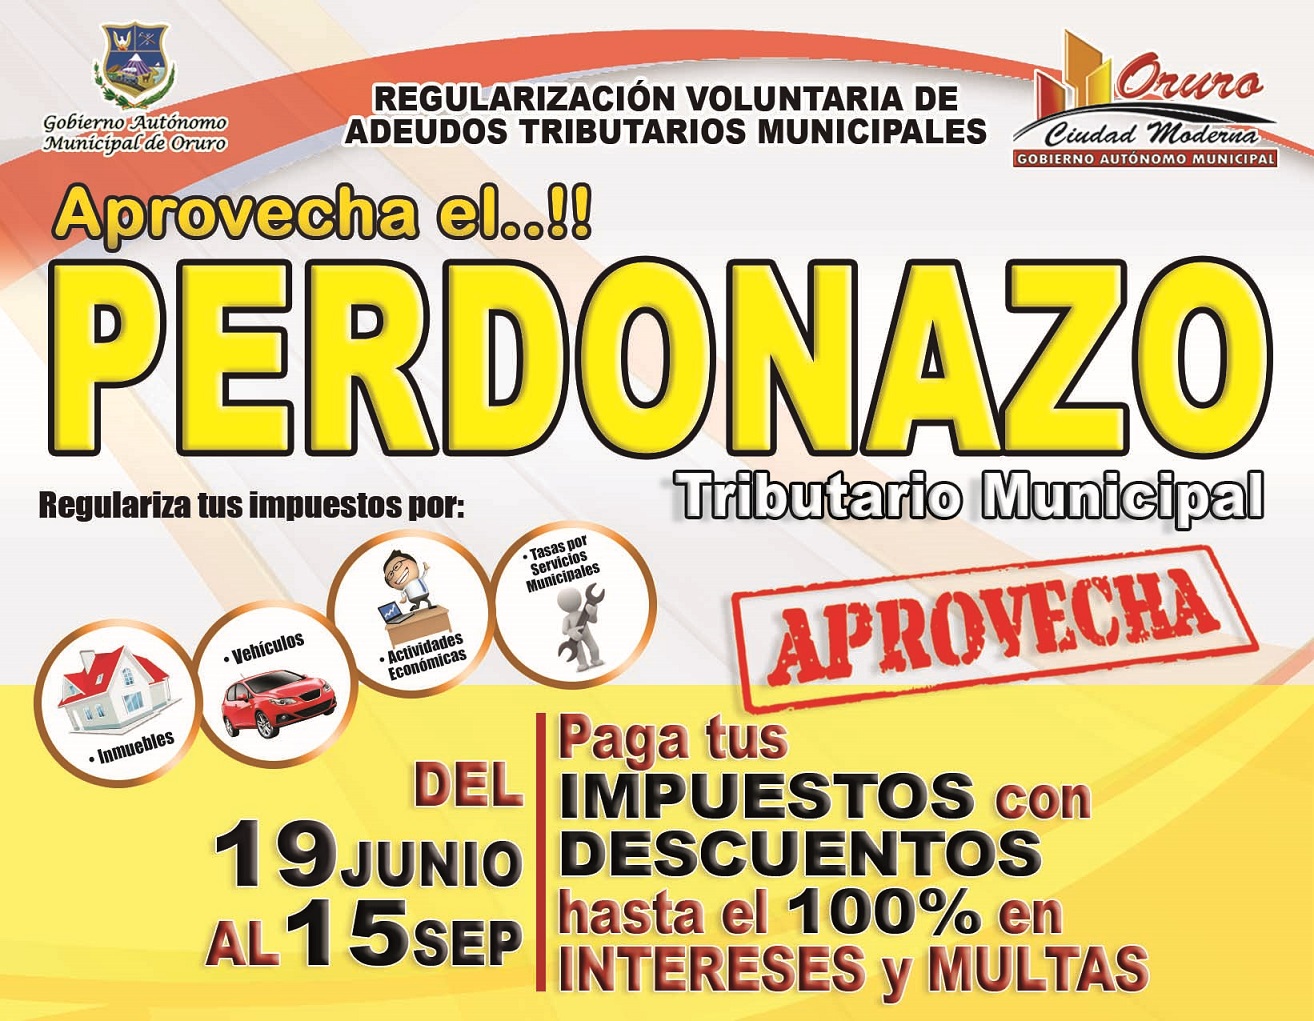 Gobierno Autónomo
Municipal de Oruro
REGULARIZACIÓN VOLUNTARIA DE
ADEUDOS TRIBUTARIOS MUNICIPALES
Oruro
Ciudad Moderna
GOBIERNO AUTÓNOMO MUNICIPAL
Aprovecha el..!!
PERDONAZO
Tributario Municipal
Regulariza tus impuestos por:
• Inmuebles
• Vehículos
• Actividades
Económicas
• Tasas por
Servicios
Municipales
APROVECHA
DEL
19 JUNIO
AL 15 SEP
Paga tus
IMPUESTOS con
DESCUENTOS
hasta el 100% en
INTERESES y MULTAS